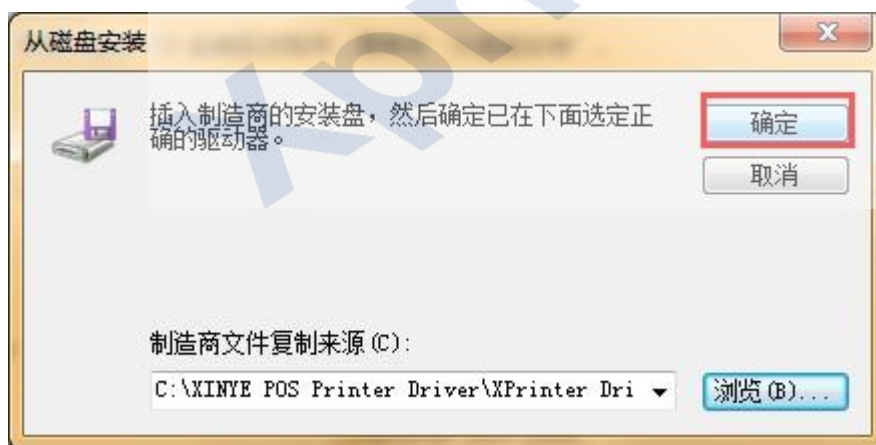 从磁盘安装
插入制造商的安装盘，然后确定已在下面选定正
确的驱动器。
确定
取消
制造商文件复制来源(C):
C:\XINYE POS Printer Driver\XPrinter Dri
浏览(B)...